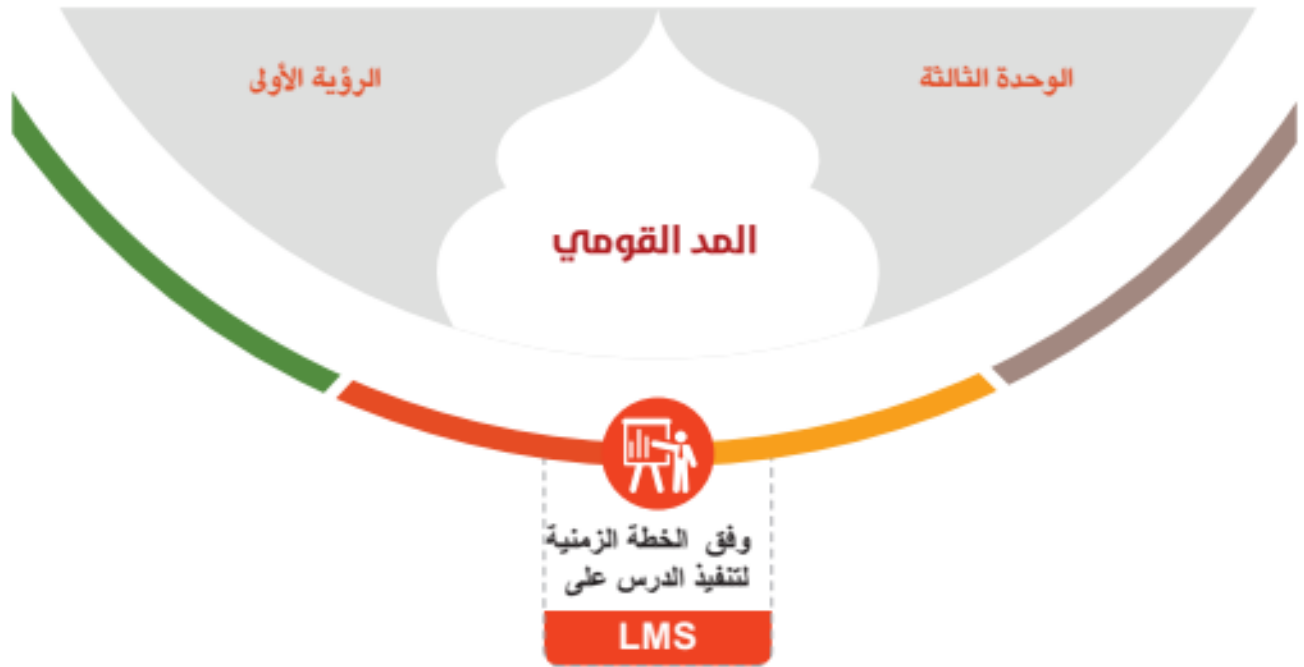 الوحدة الثالثة
الرؤية الأولى
المد القومي
وفق الخطة الزمنية
لتنفيذ الدرس على
LMS